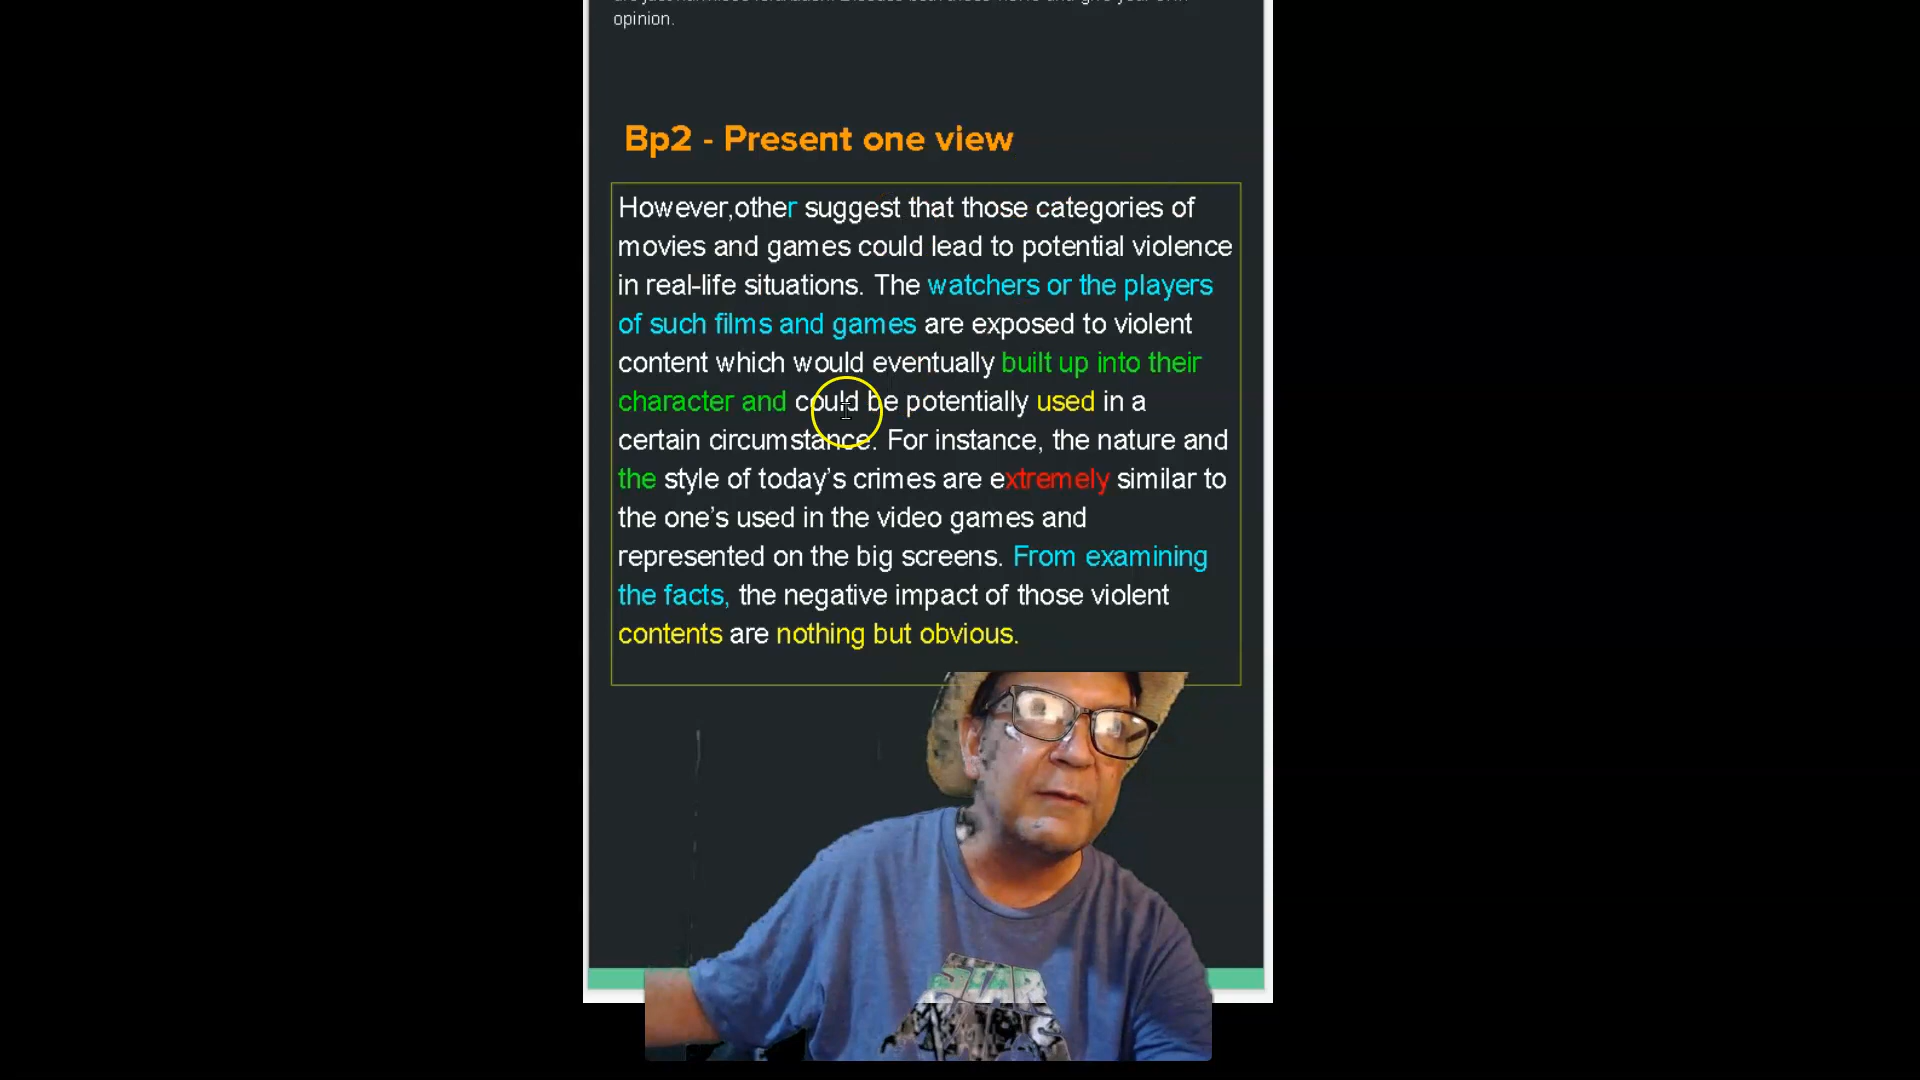 opinion.
Bp2 - Present one view
However,other suggest that those categories of
movies and games could lead to potential violence
in real-life situations. The watchers or the players
of such films and games are exposed to violent
content which would eventually built up into their
character and could be potentially used in a
certain circumstance. For instance, the nature and
the style of today’s crimes are extremely similar to
the one’s used in the video games and
represented on the big screens. From examining
the facts, the negative impact of those violent
contents are nothing but obvious.
STAR